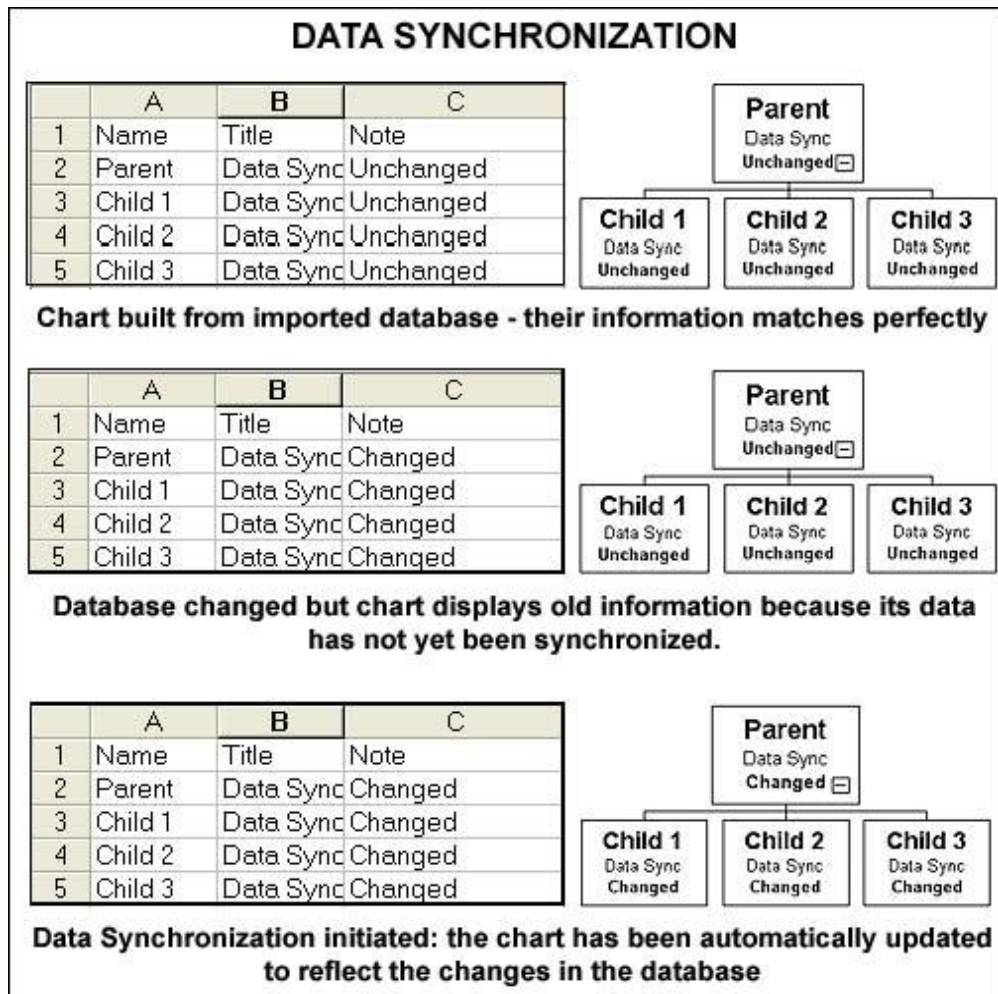 DATA SYNCHRONIZATION
A B C
1 Name Title Note
2 Parent Data Sync Unchanged
3 Child 1 Data Sync Unchanged
4 Child 2 Data Sync Unchanged
5 Child 3 Data Sync Unchanged
Parent
Data Sync
Unchanged
Child 1 Child 2 Child 3
Data Sync Data Sync Data Sync
Unchanged Unchanged Unchanged
Chart built from imported database - their information matches perfectly
A B C
1 Name Title Note
2 Parent Data Sync Changed
3 Child 1 Data Sync Changed
4 Child 2 Data Sync Changed
5 Child 3 Data Sync Changed
Parent
Data Sync
Unchanged
Child 1 Child 2 Child 3
Data Sync Data Sync Data Sync
Unchanged Unchanged Unchanged
Database changed but chart displays old information because its data
has not yet been synchronized.
A B C
1 Name Title Note
2 Parent Data Sync Changed
3 Child 1 Data Sync Changed
4 Child 2 Data Sync Changed
5 Child 3 Data Sync Changed
Parent
Data Sync
Changed
Child 1 Child 2 Child 3
Data Sync Data Sync Data Sync
Changed Changed Changed
Data Synchronization initiated: the chart has been automatically updated
to reflect the changes in the database